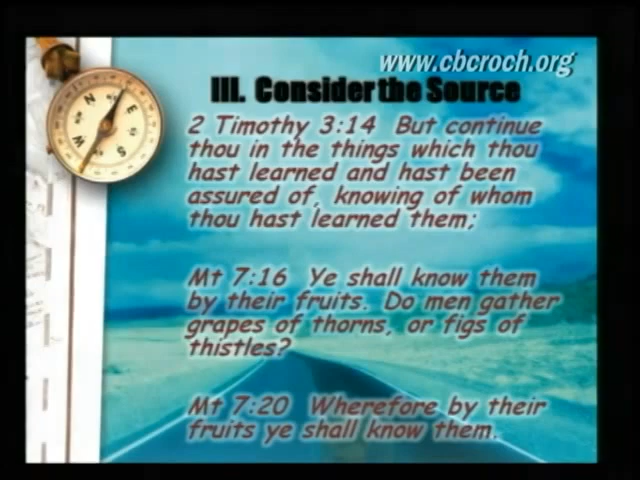 www.cbcroch.org
III. Consider the Source
2 Timothy 3:14 But continue
thou in the things which thou
hast learned and hast been
assured of, knowing of whom
thou hast learned them;
Mt 7:16 Ye shall know them
by their fruits. Do men gather
grapes of thorns, or figs of
thistles?
Mt 7:20 Wherefore by their
fruits ye shall know them.
N
E
S
W